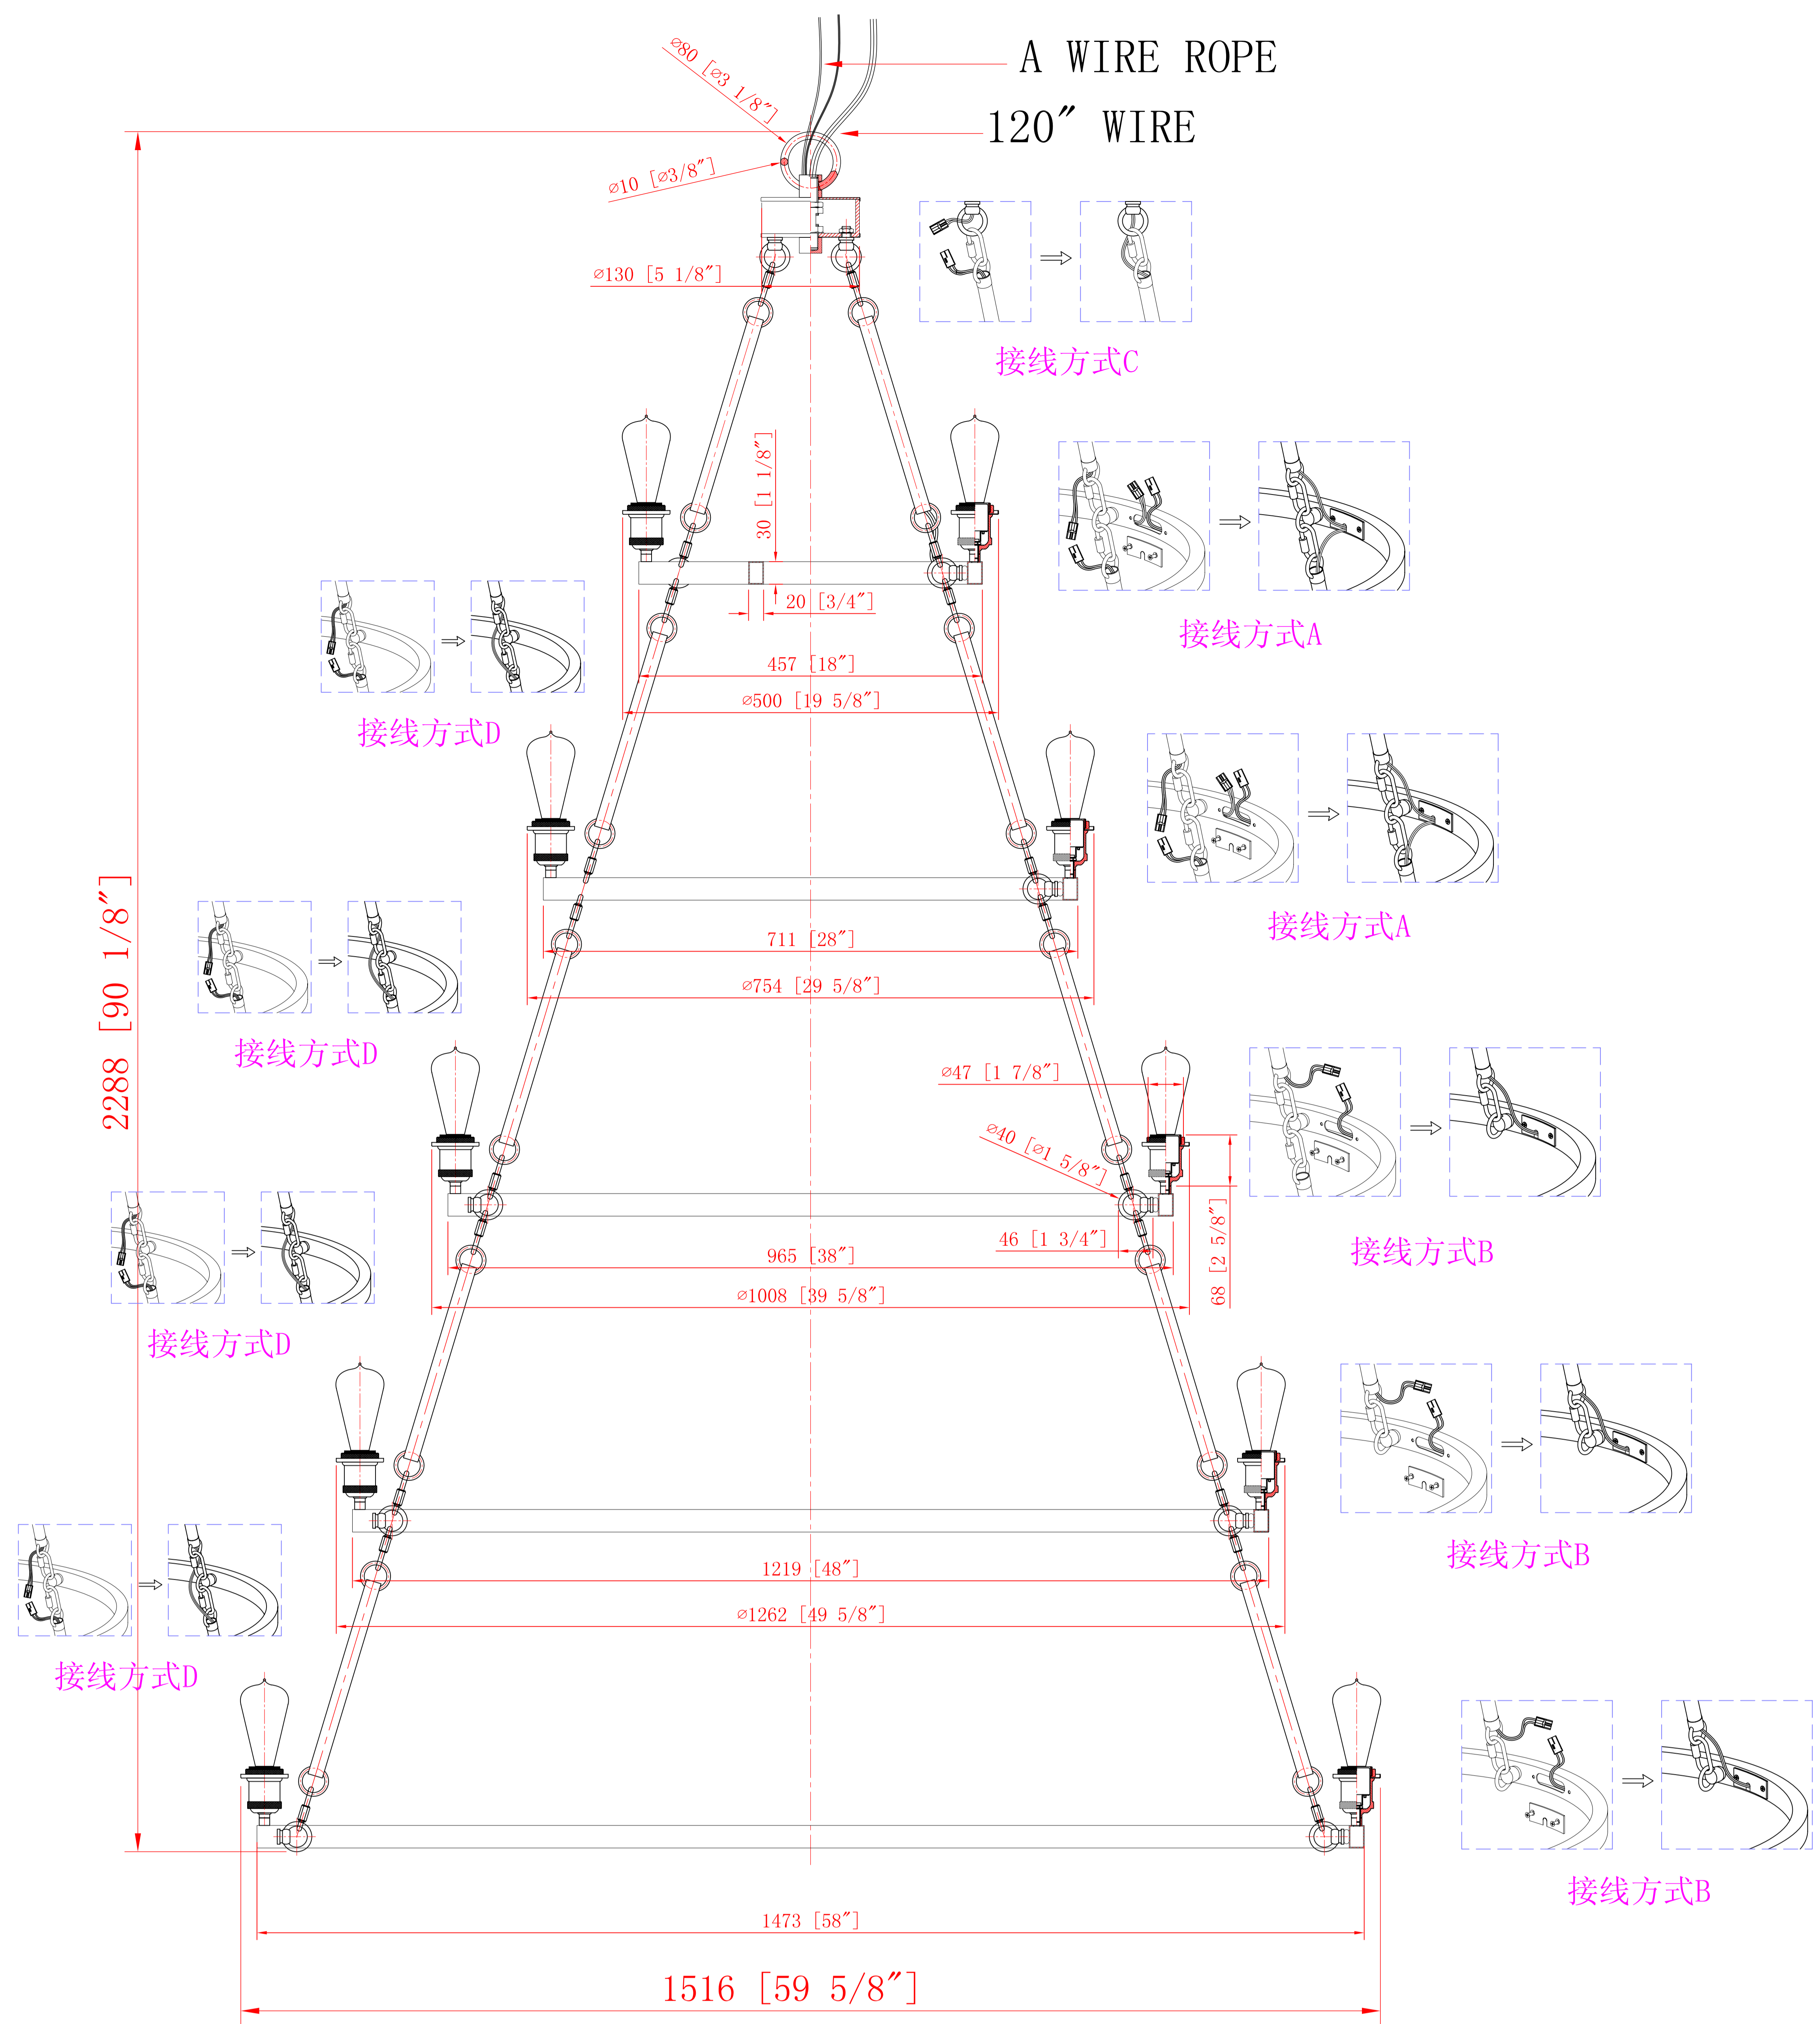 A WIRE ROPE
120" WIRE
⌀80 [⌀3 1/8"]
⌀10 [⌀3/8"]
⌀130 [5 1/8"]
接线方式C
30 [1 1/8"]
20 [3/4"]
接线方式A
457 [18"]
⌀500 [19 5/8"]
接线方式D
接线方式A
711 [28"]
⌀754 [29 5/8"]
2288 [90 1/8"]
接线方式D
⌀47 [1 7/8"]
⌀40 [⌀1 5/8"]
46 [1 3/4"]
68 [2 5/8"]
接线方式B
965 [38"]
⌀1008 [39 5/8"]
接线方式D
接线方式B
1219 [48"]
⌀1262 [49 5/8"]
接线方式D
接线方式B
1473 [58"]
1516 [59 5/8"]